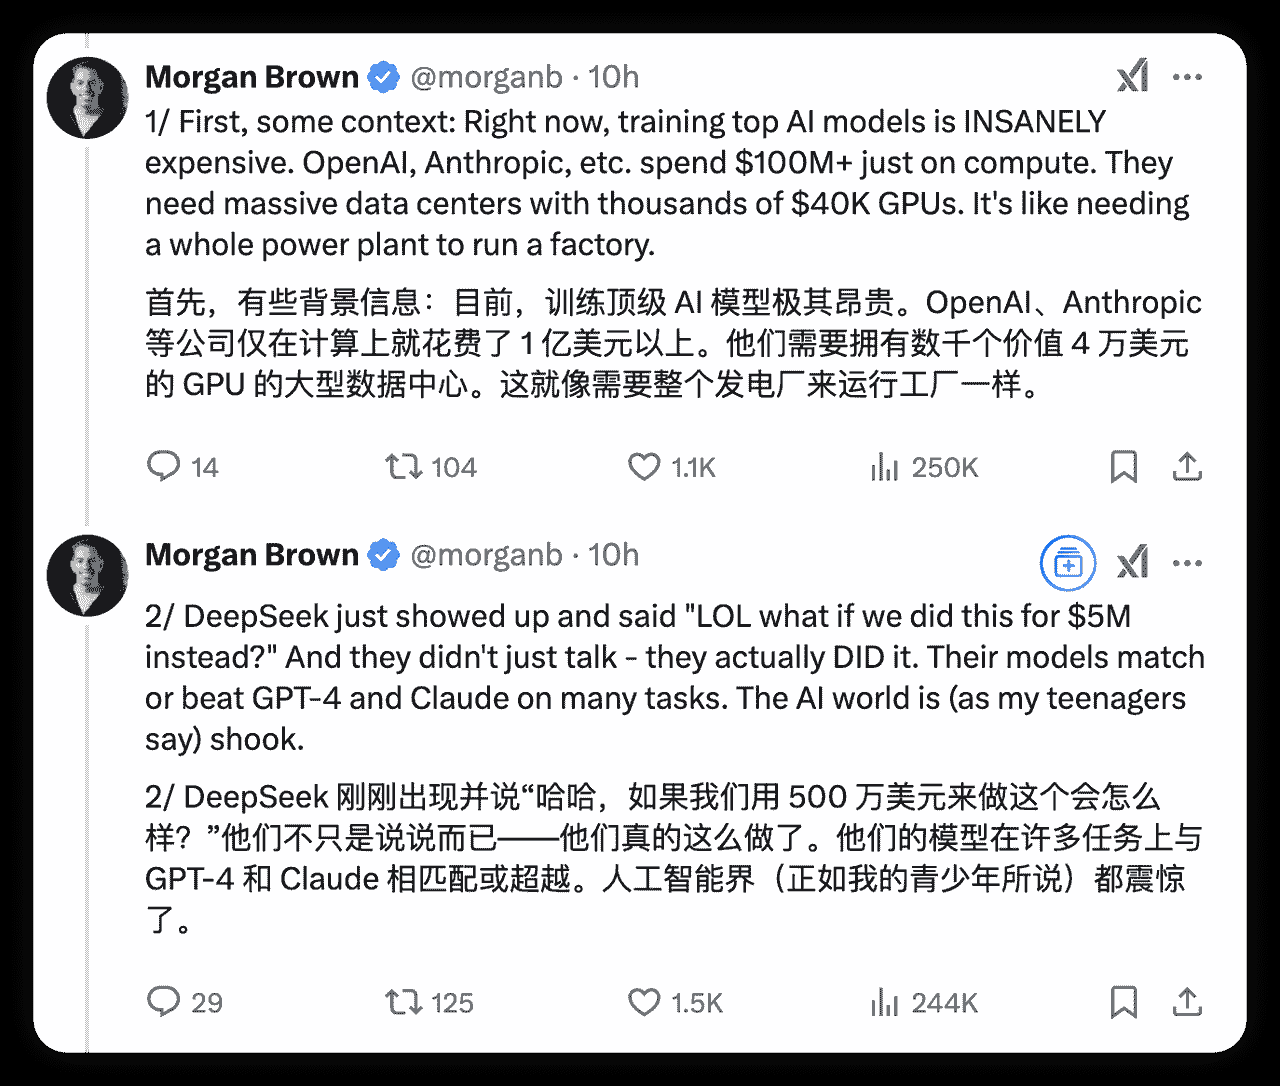 Morgan Brown @morganb · 10h
1/ First, some context: Right now, training top AI models is INSANELY
expensive. OpenAI, Anthropic, etc. spend $100M+ just on compute. They
need massive data centers with thousands of $40K GPUs. It's like needing
a whole power plant to run a factory.
首先，有些背景信息：目前，训练顶级 AI 模型极其昂贵。OpenAI、Anthropic
等公司仅在计算上就花费了 1 亿美元以上。他们需要拥有数千个价值 4 万美元
的 GPU 的大型数据中心。这就像需要整个发电厂来运行工厂一样。
14 104 1.1K 250K
Morgan Brown @morganb · 10h
2/ DeepSeek just showed up and said "LOL what if we did this for $5M
instead?" And they didn't just talk - they actually DID it. Their models match
or beat GPT-4 and Claude on many tasks. The AI world is (as my teenagers
say) shook.
2/ DeepSeek 刚刚出现并说“哈哈，如果我们用 500 万美元来做这个会怎么
样？”他们不只是说说而已——他们真的这么做了。他们的模型在许多任务上与
GPT-4 和 Claude 相匹配或超越。人工智能界（正如我的青少年所说）都震惊
了。
29 125 1.5K 244K